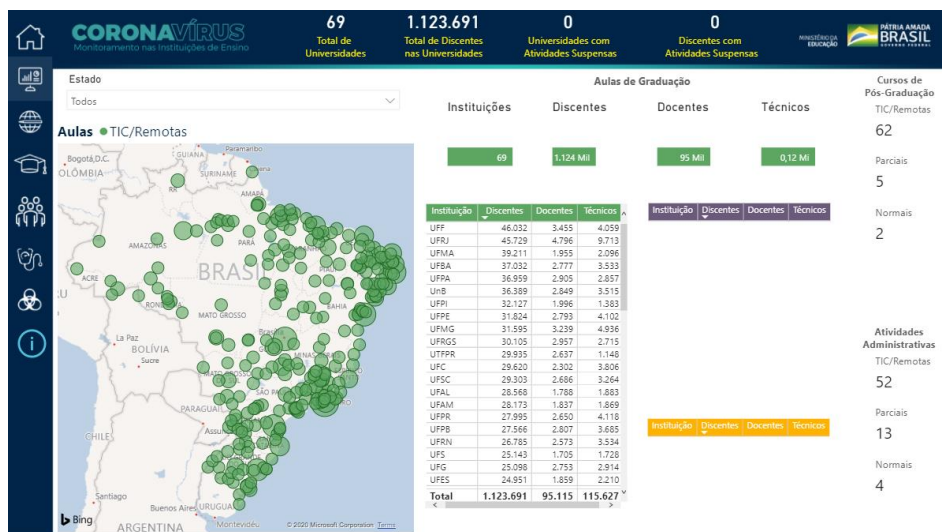 CORONAVÍRUS
Monitoramento nas Instituições de Ensino
69
Total de
Universidades
1.123.691
Total de Discentes
nas Universidades
0
Universidades com
Atividades Suspensas
0
Discentes com
Atividades Suspensas
MINISTÉRIO DA
EDUCAÇÃO
PÁTRIA AMADA
BRASIL
GOVERNO FEDERAL
Estado
Todos
Aulas TIC/Remotas
Bogotá, D.C.
COLÔMBIA
GUIANA
Paramaribo
SURINAME
RR
AMAPÁ
AMAZONAS
PARÁ
PIAUÍ
ACRE
BRASIL
BAHIA
MATO GROSSO
La Paz
BOLÍVIA
Sucre
MINAS
SÃO PA
PARAGUAI
CHILE
Santiago
Buenos Aires
URUGUAI
Montevidéu
ARGENTINA
Bing
© 2020 Microsoft Corporation Terms
Aulas de Graduação
Instituições Discentes Docentes Técnicos
69 1.124 Mil 95 Mil 0,12 Mi
Instituição Discentes Docentes Técnicos
UFF 46.032 3.455 4.059
UFRJ 45.729 4.796 9.713
UFMA 39.211 1.955 2.096
UFBA 37.032 2.777 3.533
UFPA 36.959 2.905 2.857
UnB 36.389 2.849 3.515
UFPI 32.127 1.996 1.383
UFPE 31.824 2.793 4.102
UFMG 31.595 3.239 4.936
UFRGS 30.105 2.957 2.715
UTFPR 29.935 2.637 1.148
UFC 29.620 2.302 3.806
UFSC 29.303 2.686 3.264
UFAL 28.568 1.788 1.883
UFAM 28.173 1.837 1.869
UFPR 27.995 2.650 4.118
UFPB 27.566 2.807 3.685
UFRN 26.785 2.573 3.534
UFS 25.143 1.705 1.728
UFG 25.098 2.753 2.914
UFES 24.951 1.859 2.210
Total 1.123.691 95.115 115.627
Instituição Discentes Docentes Técnicos
Instituição Discentes Docentes Técnicos
Cursos de
Pós-Graduação
TIC/Remotas
62
Parciais
5
Normais
2
Atividades
Administrativas
TIC/Remotas
52
Parciais
13
Normais
4